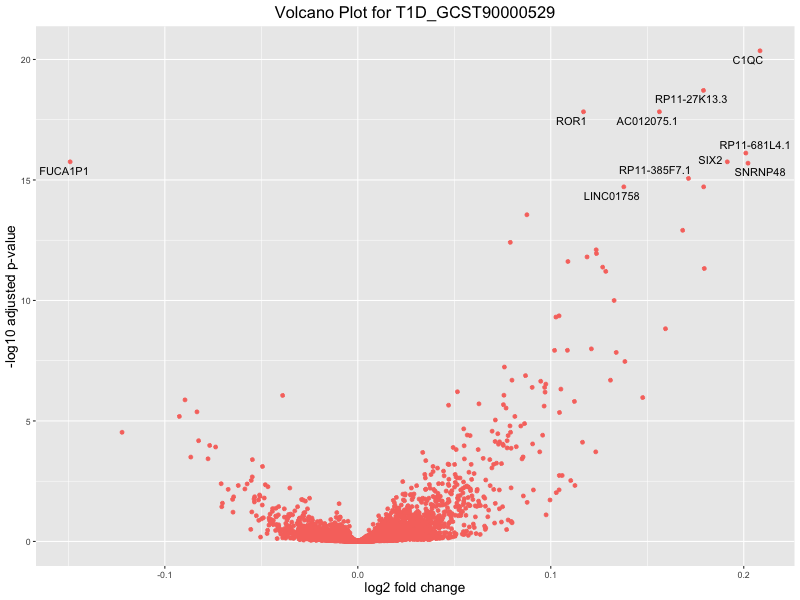 Volcano Plot for T1D_GCST90000529
20
C1QC
RP11-27K13.3
ROR1
AC012075.1
RP11-681L4.1
FUCA1P1
SIX2
SNRNP48
15
RP11-385F7.1
LINC01758
-log10 adjusted p-value
10
5
0
-0.1
0.0
0.1
0.2
log2 fold change